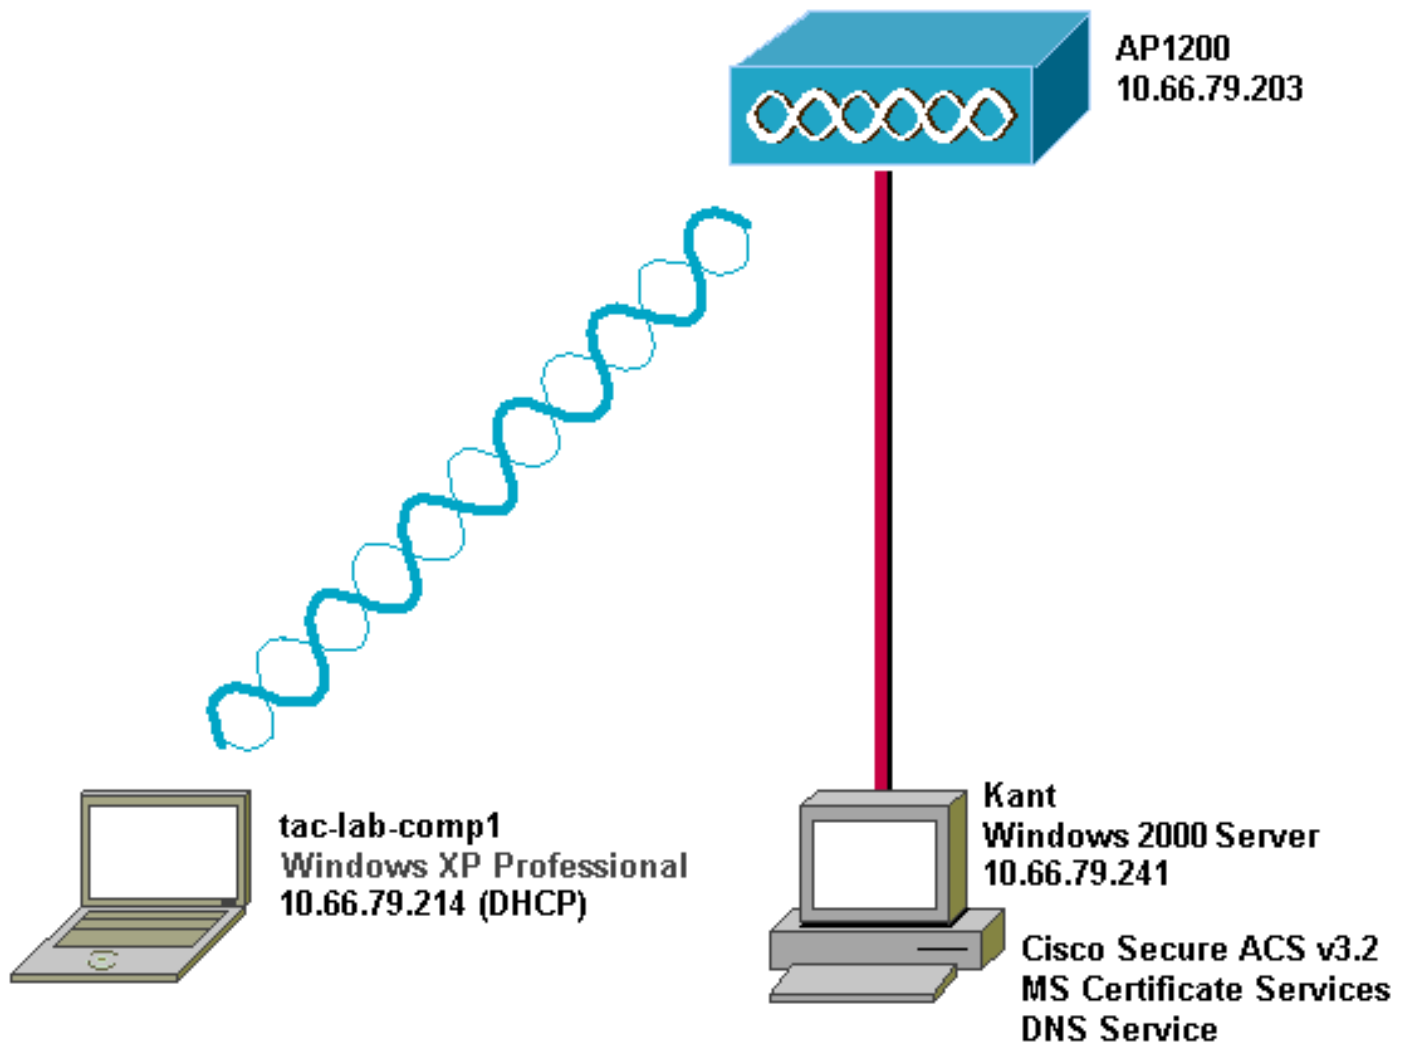 AP1200
10.66.79.203
tac-lab-comp1
Windows XP Professional
10.66.79.214 (DHCP)
Kant
Windows 2000 Server
10.66.79.241
Cisco Secure ACS v3.2
MS Certificate Services
DNS Service